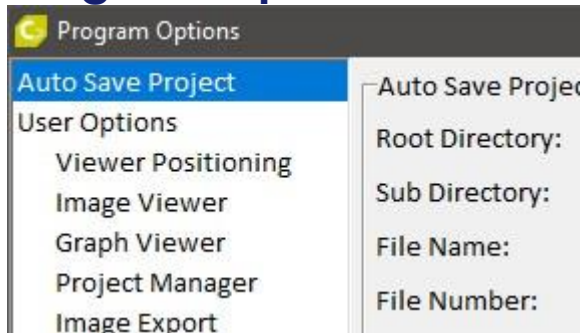 Program Options
Auto Save Project
User Options
Viewer Positioning
Image Viewer
Graph Viewer
Project Manager
Image Export
Auto Save
Root Directory:
Sub Directory:
File Name:
File Number: